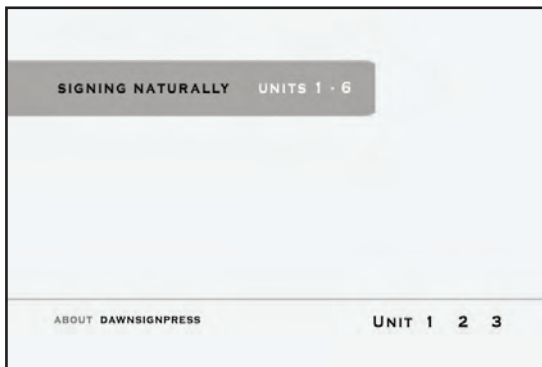 SIGNING NATURALLY UNITS 1 - 6
ABOUT DAWNSIGNPRESS UNIT 1 2 3